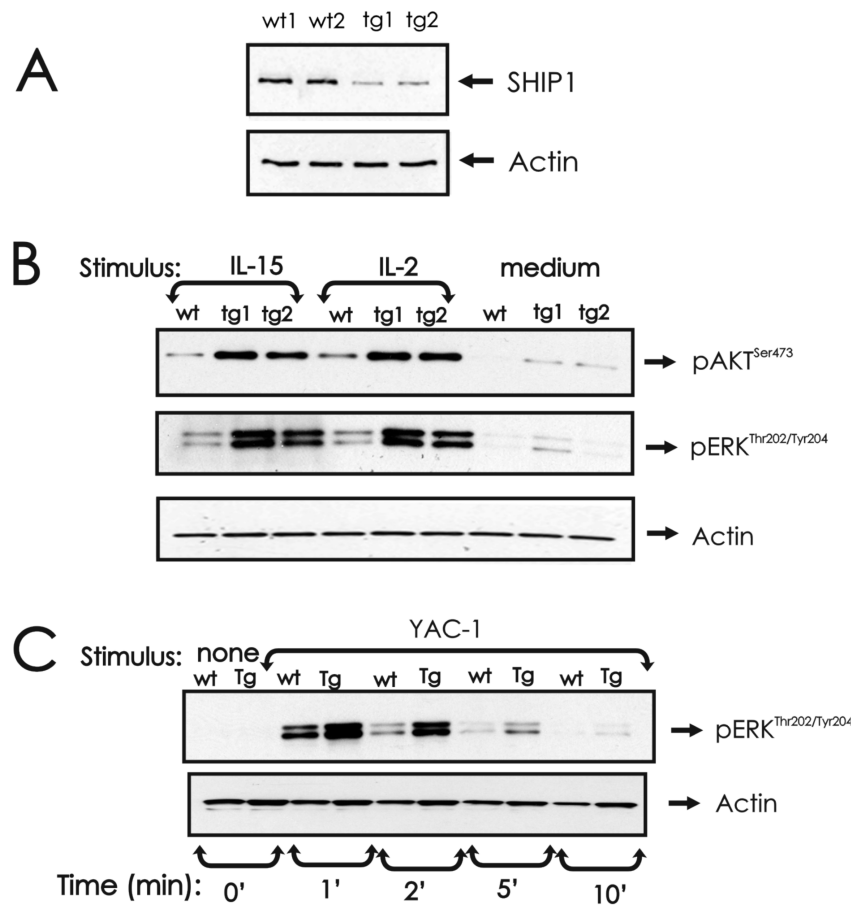 A
wt1 wt2 tg1 tg2
SHIP1
Actin
B
Stimulus: IL-15 IL-2 medium
wt tg1 tg2 wt tg1 tg2 wt tg1 tg2
pAKTSer473
pERKThr202/Tyr204
Actin
C
YAC-1
Stimulus: none
wt Tg wt Tg wt Tg wt Tg wt Tg
pERKThr202/Tyr204
Actin
Time (min): 0' 1' 2' 5' 10'